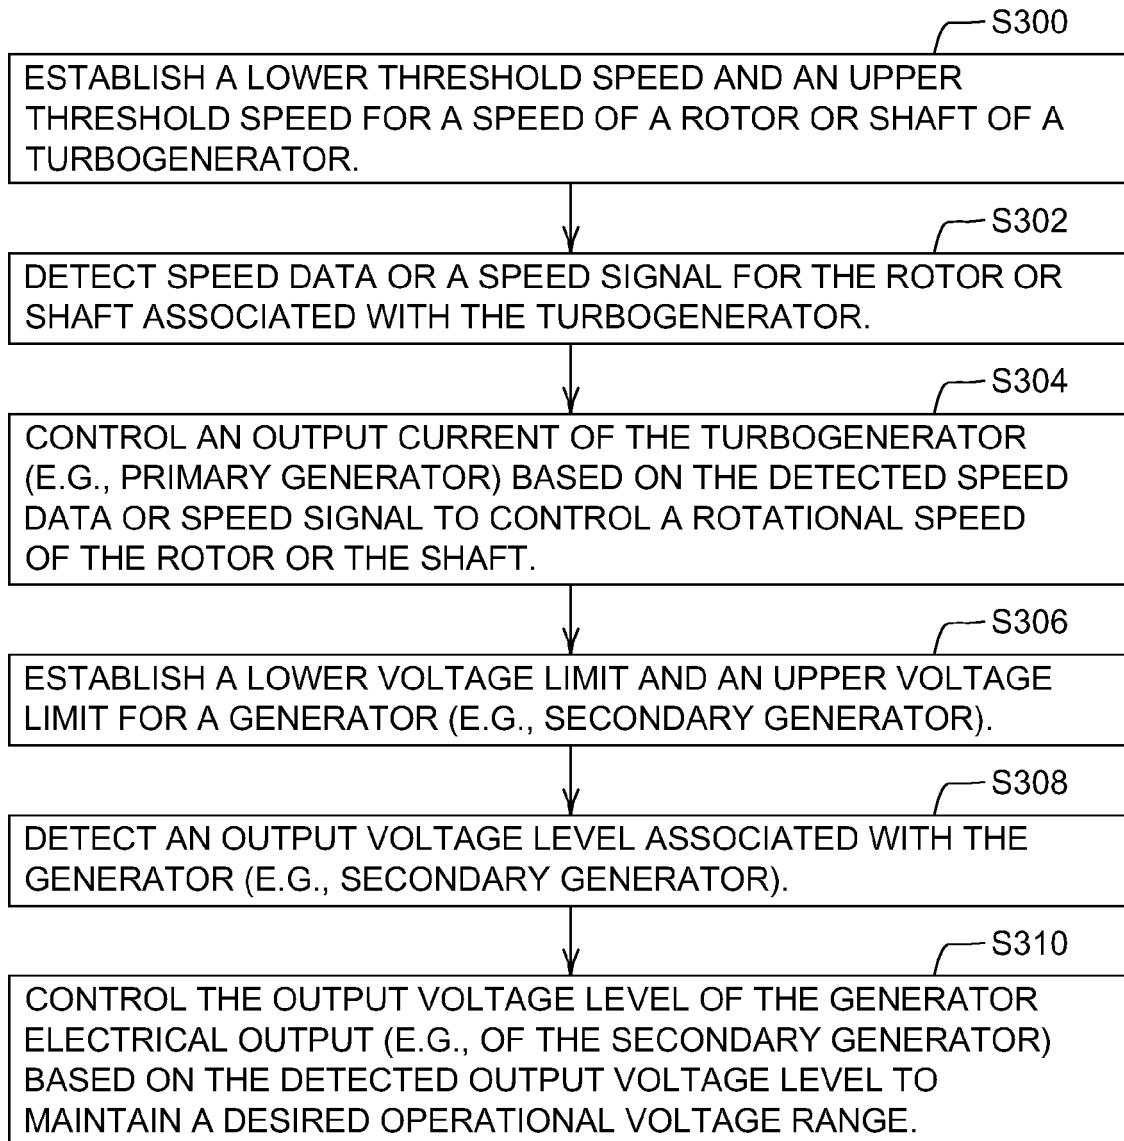 S300
ESTABLISH A LOWER THRESHOLD SPEED AND AN UPPER
THRESHOLD SPEED FOR A SPEED OF A ROTOR OR SHAFT OF A
TURBOGENERATOR.
S302
DETECT SPEED DATA OR A SPEED SIGNAL FOR THE ROTOR OR
SHAFT ASSOCIATED WITH THE TURBOGENERATOR.
S304
CONTROL AN OUTPUT CURRENT OF THE TURBOGENERATOR
(E.G., PRIMARY GENERATOR) BASED ON THE DETECTED SPEED
DATA OR SPEED SIGNAL TO CONTROL A ROTATIONAL SPEED
OF THE ROTOR OR THE SHAFT.
S306
ESTABLISH A LOWER VOLTAGE LIMIT AND AN UPPER VOLTAGE
LIMIT FOR A GENERATOR (E.G., SECONDARY GENERATOR).
S308
DETECT AN OUTPUT VOLTAGE LEVEL ASSOCIATED WITH THE
GENERATOR (E.G., SECONDARY GENERATOR).
S310
CONTROL THE OUTPUT VOLTAGE LEVEL OF THE GENERATOR
ELECTRICAL OUTPUT (E.G., OF THE SECONDARY GENERATOR)
BASED ON THE DETECTED OUTPUT VOLTAGE LEVEL TO
MAINTAIN A DESIRED OPERATIONAL VOLTAGE RANGE.